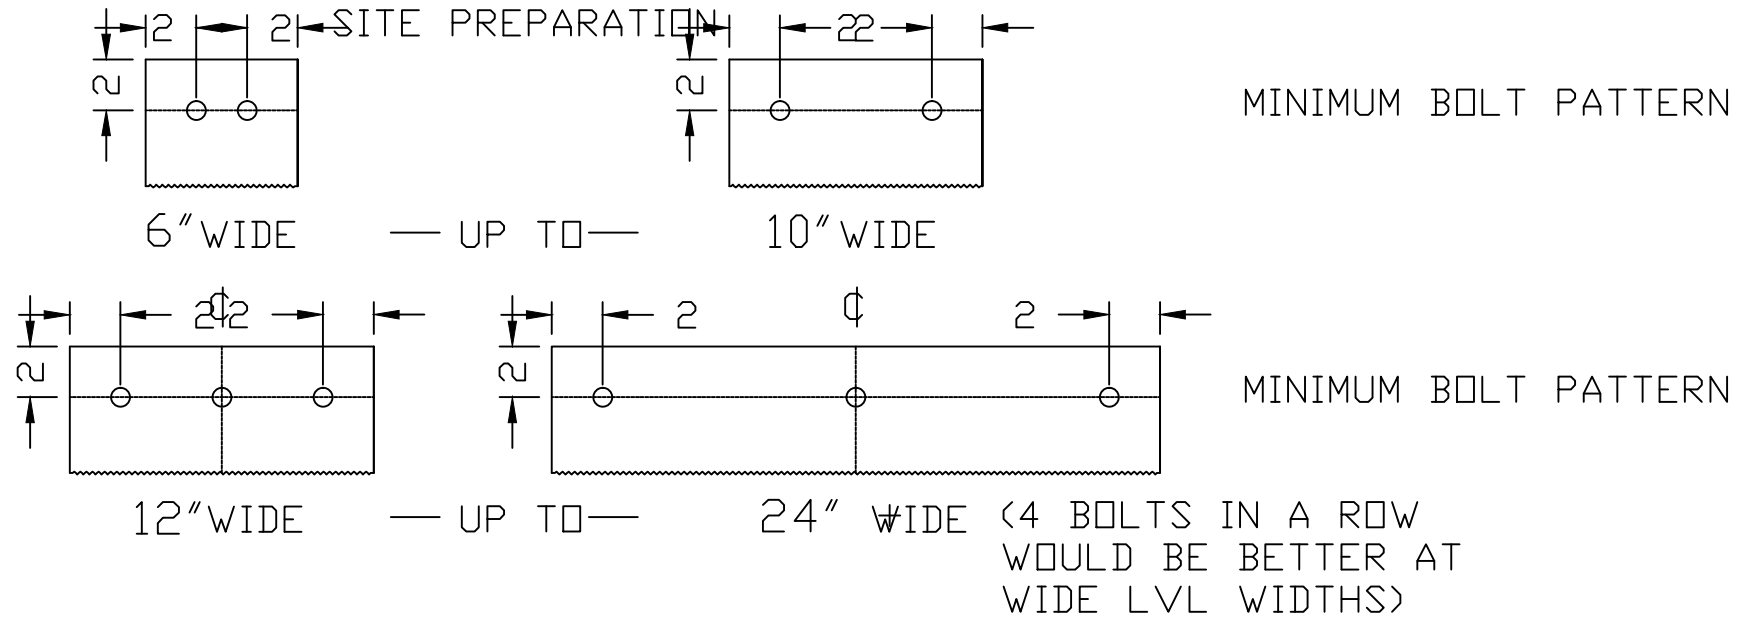 2 2 SITE PREPARATION 2 2
2 2
MINIMUM BOLT PATTERN
6" WIDE — UP TO — 10" WIDE
2 ℄ 2 2 ℄ 2
2 2
MINIMUM BOLT PATTERN
12" WIDE — UP TO — 24" WIDE (4 BOLTS IN A ROW
WOULD BE BETTER AT
WIDE LVL WIDTHS)